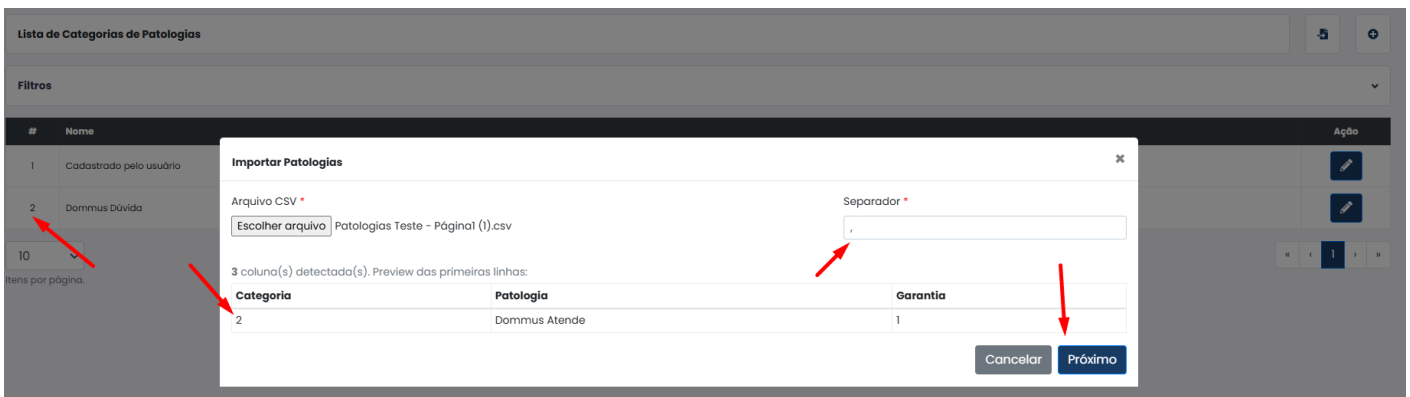 Lista de Categorias de Patologias
Filtros
# Nome Ação
1 Cadastrado pelo usuário
2 Dommus Dúvida
10
Itens por página.
« ‹ 1 › »
Importar Patologias ×
Arquivo CSV * Separador *
Escolher arquivo Patologias Teste - Página1 (1).csv ,
3 coluna(s) detectada(s). Preview das primeiras linhas:
Categoria Patologia Garantia
2 Dommus Atende 1
Cancelar Próximo